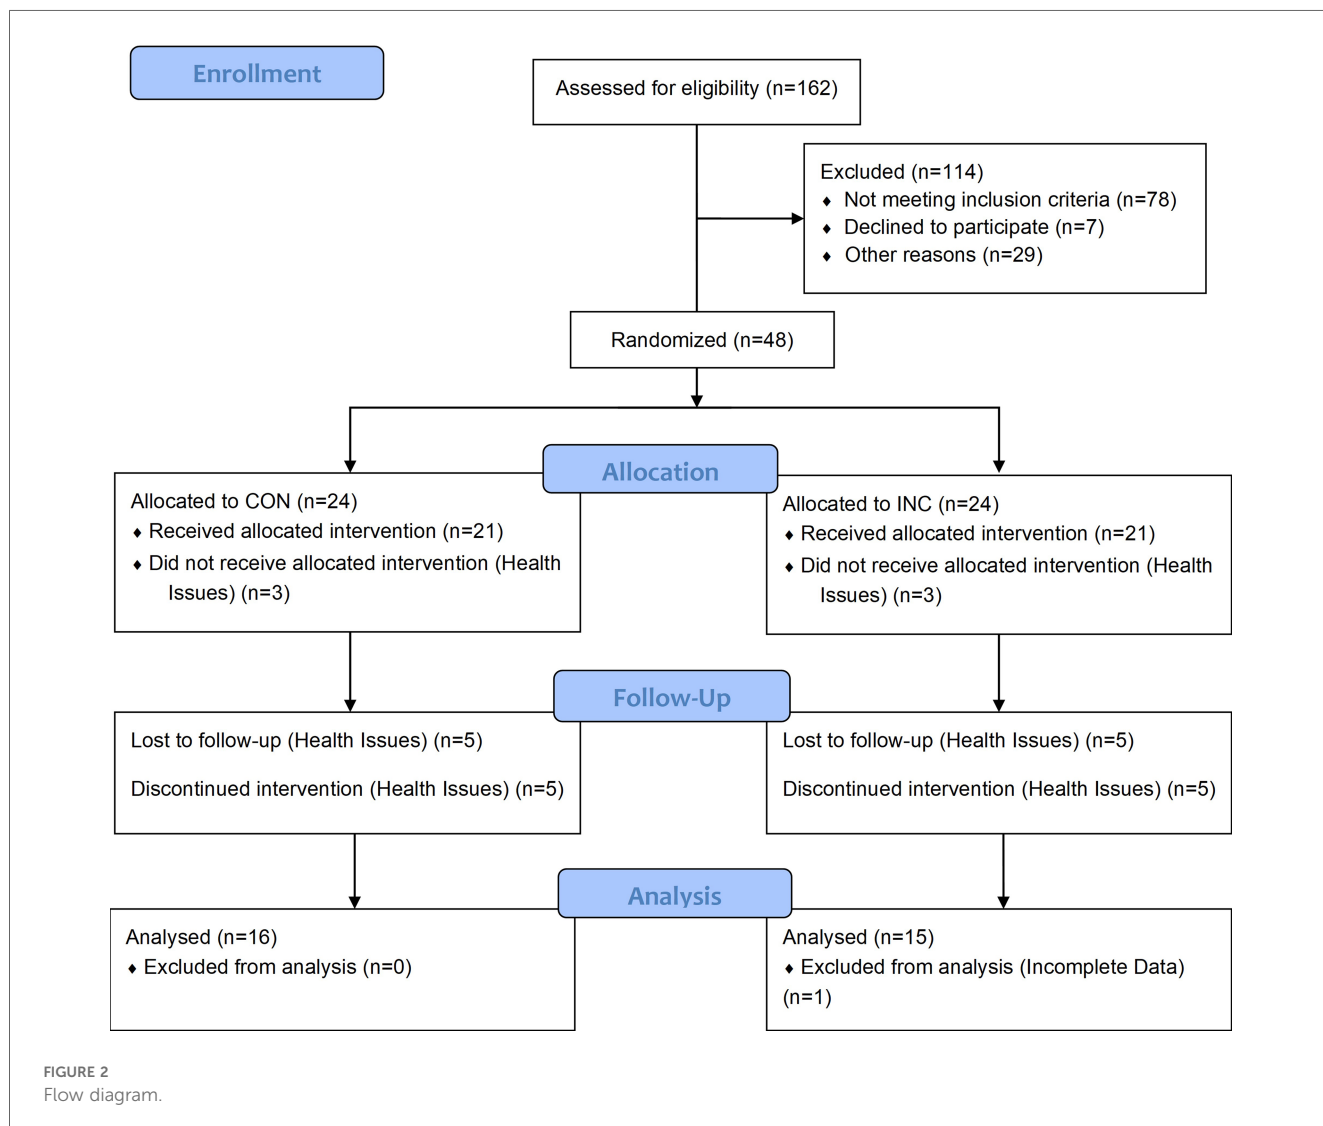 Enrollment
Assessed for eligibility (n=162)
Excluded (n=114)
♦ Not meeting inclusion criteria (n=78)
♦ Declined to participate (n=7)
♦ Other reasons (n=29)
Randomized (n=48)
Allocation
Allocated to CON (n=24)
♦ Received allocated intervention (n=21)
♦ Did not receive allocated intervention (Health
Issues) (n=3)
Allocated to INC (n=24)
♦ Received allocated intervention (n=21)
♦ Did not receive allocated intervention (Health
Issues) (n=3)
Follow-Up
Lost to follow-up (Health Issues) (n=5)
Discontinued intervention (Health Issues) (n=5)
Lost to follow-up (Health Issues) (n=5)
Discontinued intervention (Health Issues) (n=5)
Analysis
Analysed (n=16)
♦ Excluded from analysis (n=0)
Analysed (n=15)
♦ Excluded from analysis (Incomplete Data)
(n=1)
FIGURE 2
Flow diagram.